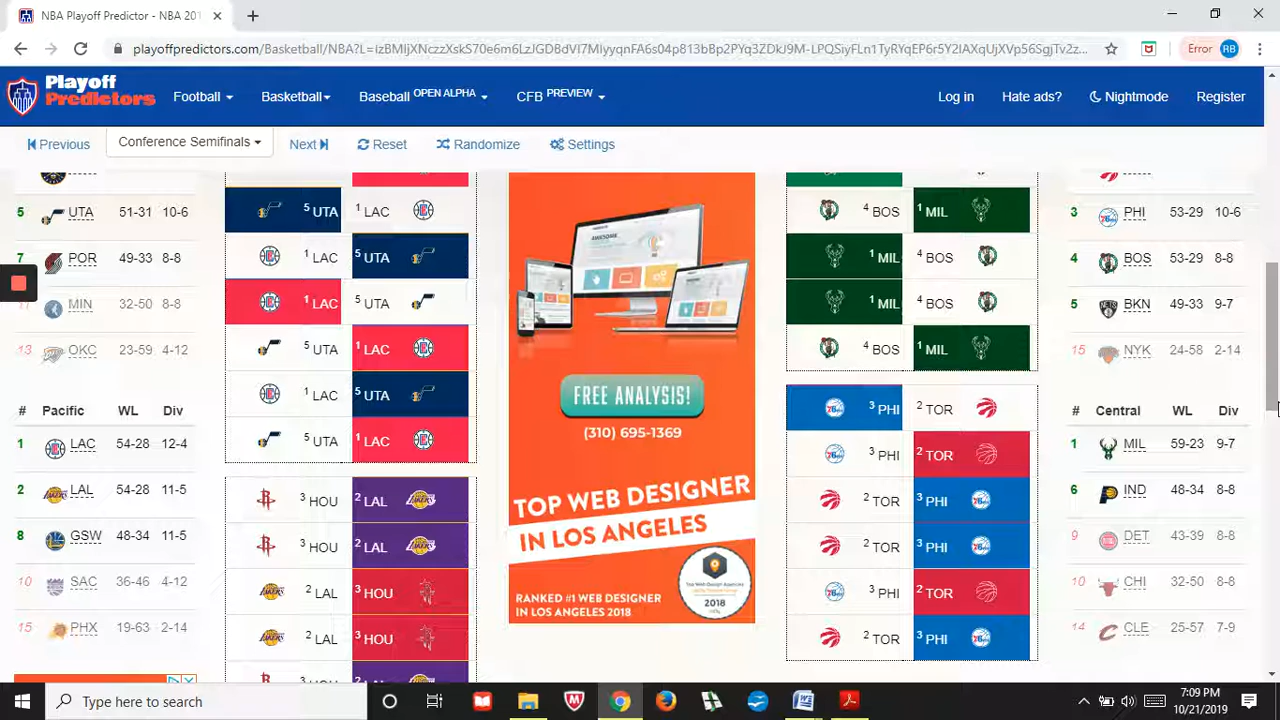 NBA Playoff Predictor - NBA 201
playoffpredictors.com/Basketball/NBA?L=izBMIjXNczzXskS70e6m6LzJGDBdVI7MIyyqnFA6s04p813bBp2PYq3ZDkJ9M-LPQSiyFLn1TyRYqEP6r5Y2IAXqUjXVp56SgjTv2z...
Error RB
Playoff
Predictors
Football Basketball Baseball OPEN ALPHA CFB PREVIEW Log in Hate ads? Nightmode Register
Previous Conference Semifinals Next Reset Randomize Settings
5 UTA 51-31 10-6
7 POR 49-33 8-8
11 MIN 32-50 8-8
13 OKC 23-59 4-12
# Pacific WL Div
1 LAC 54-28 12-4
2 LAL 54-28 11-5
8 GSW 48-34 11-5
10 SAC 36-46 4-12
15 PHX 19-63 2-14
5 UTA 1 LAC
1 LAC 5 UTA
1 LAC 5 UTA
5 UTA 1 LAC
1 LAC 5 UTA
5 UTA 1 LAC
3 HOU 2 LAL
3 HOU 2 LAL
2 LAL 3 HOU
2 LAL 3 HOU
3 HOU 2 LAL
FREE ANALYSIS!
(310) 695-1369
TOP WEB DESIGNER
IN LOS ANGELES
RANKED #1 WEB DESIGNER
IN LOS ANGELES 2018
2018
4 BOS 1 MIL
1 MIL 4 BOS
1 MIL 4 BOS
4 BOS 1 MIL
3 PHI 2 TOR
3 PHI 2 TOR
2 TOR 3 PHI
2 TOR 3 PHI
3 PHI 2 TOR
2 TOR 3 PHI
3 PHI 53-29 10-6
4 BOS 53-29 8-8
5 BKN 49-33 9-7
15 NYK 24-58 2-14
# Central WL Div
1 MIL 59-23 9-7
6 IND 48-34 8-8
9 DET 43-39 8-8
10 CHI 32-50 8-8
14 CLE 25-57 7-9
Type here to search
7:09 PM
10/21/2019